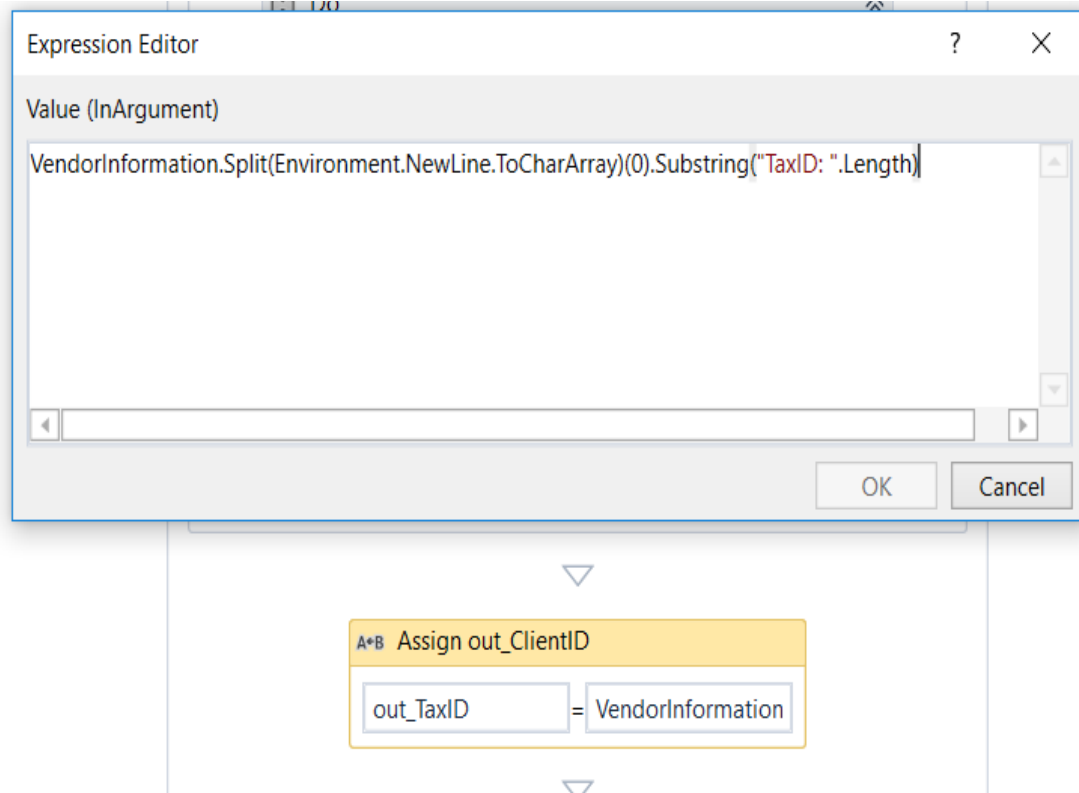 Do
Expression Editor ? X
Value (InArgument)
VendorInformation.Split(Environment.NewLine.ToCharArray)(0).Substring("TaxID: ".Length)
OK Cancel
A+B Assign out_ClientID
out_TaxID = VendorInformation